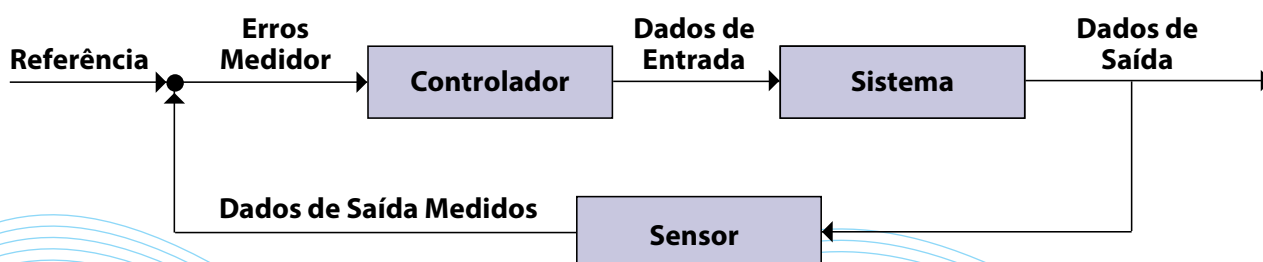 Referência
Erros
Medidor
Controlador
Dados de
Entrada
Sistema
Dados de
Saída
Dados de Saída Medidos
Sensor